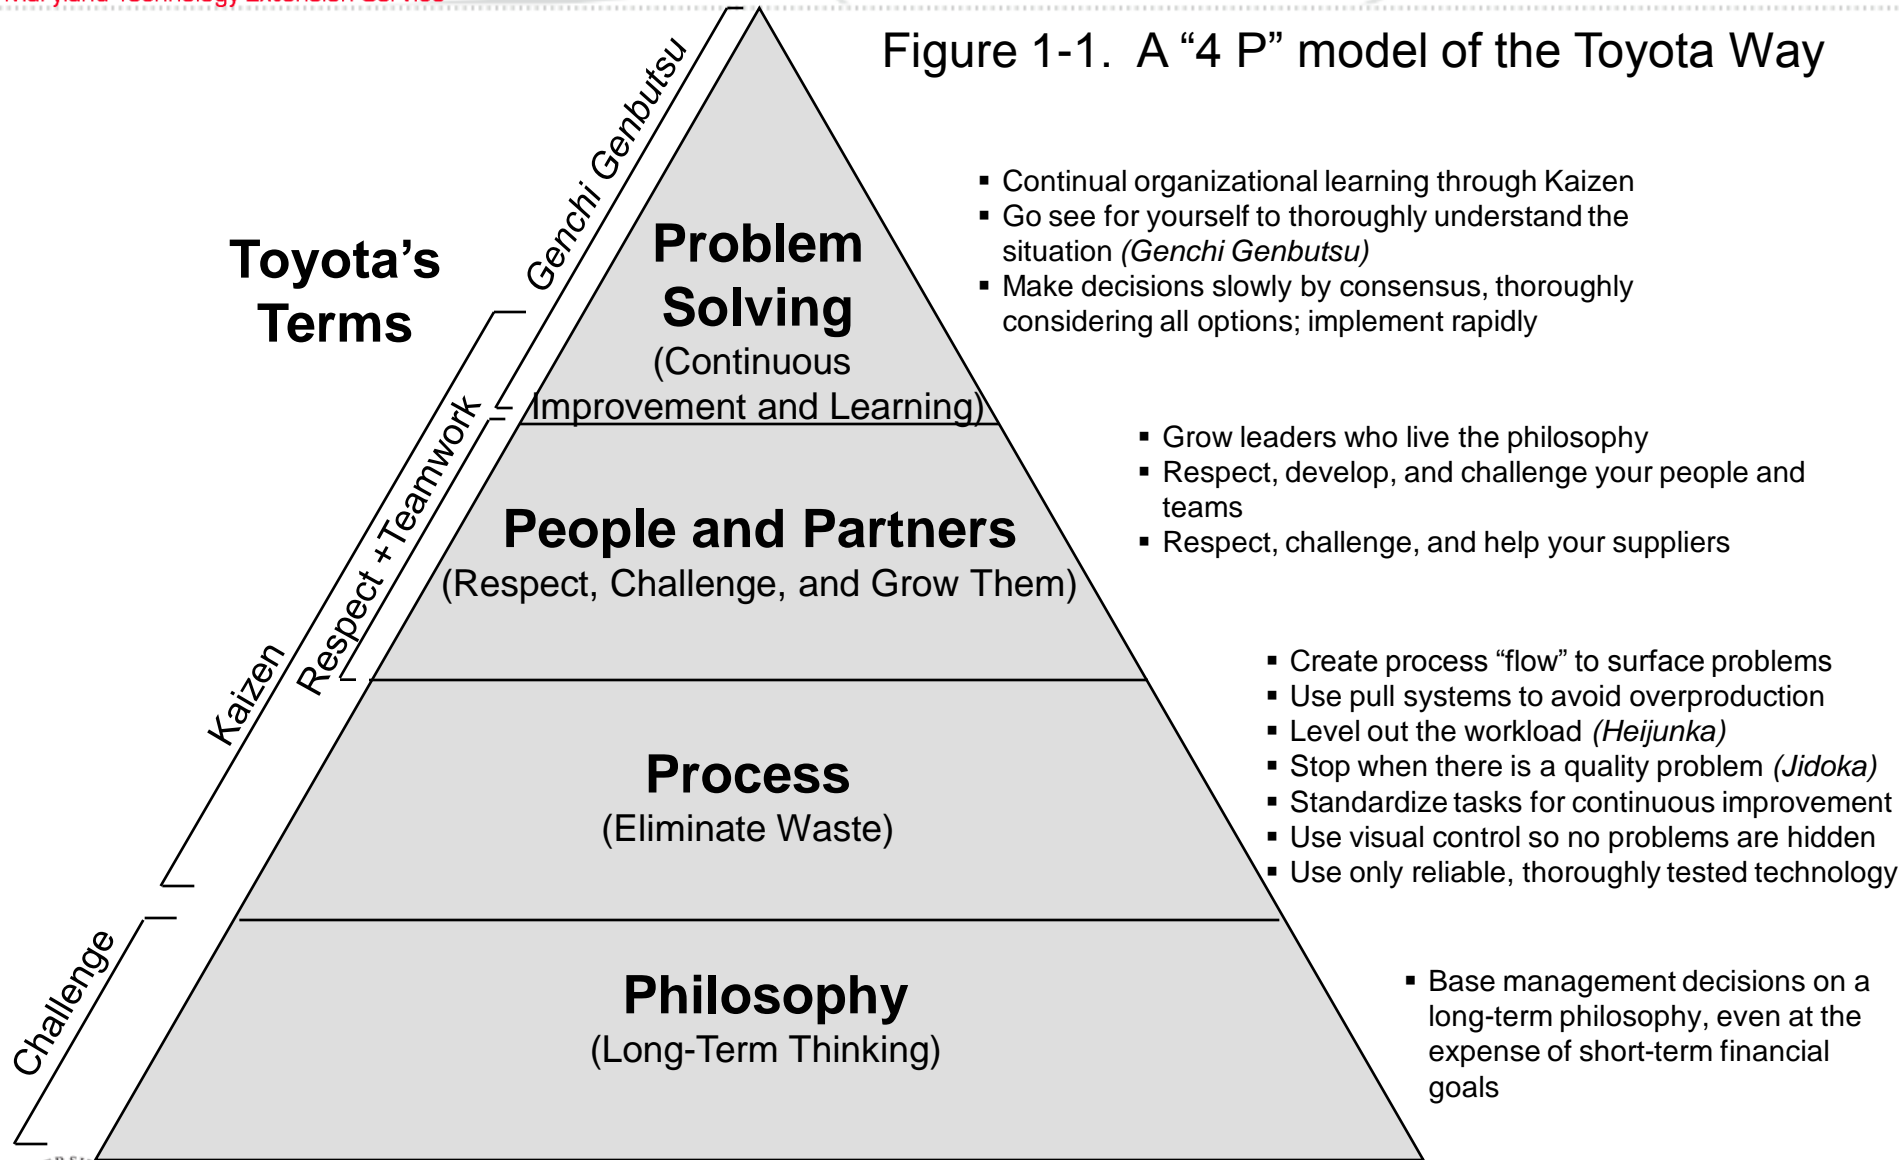 Maryland Technology Extension Service
Figure 1-1. A “4 P” model of the Toyota Way
Toyota’s
Terms
Genchi Genbutsu
Kaizen
Respect +Teamwork
Challenge
Problem
Solving
(Continuous
Improvement and Learning)
▪ Continual organizational learning through Kaizen
▪ Go see for yourself to thoroughly understand the
situation (Genchi Genbutsu)
▪ Make decisions slowly by consensus, thoroughly
considering all options; implement rapidly
People and Partners
(Respect, Challenge, and Grow Them)
▪ Grow leaders who live the philosophy
▪ Respect, develop, and challenge your people and
teams
▪ Respect, challenge, and help your suppliers
Process
(Eliminate Waste)
▪ Create process “flow” to surface problems
▪ Use pull systems to avoid overproduction
▪ Level out the workload (Heijunka)
▪ Stop when there is a quality problem (Jidoka)
▪ Standardize tasks for continuous improvement
▪ Use visual control so no problems are hidden
▪ Use only reliable, thoroughly tested technology
Philosophy
(Long-Term Thinking)
▪ Base management decisions on a
long-term philosophy, even at the
expense of short-term financial
goals